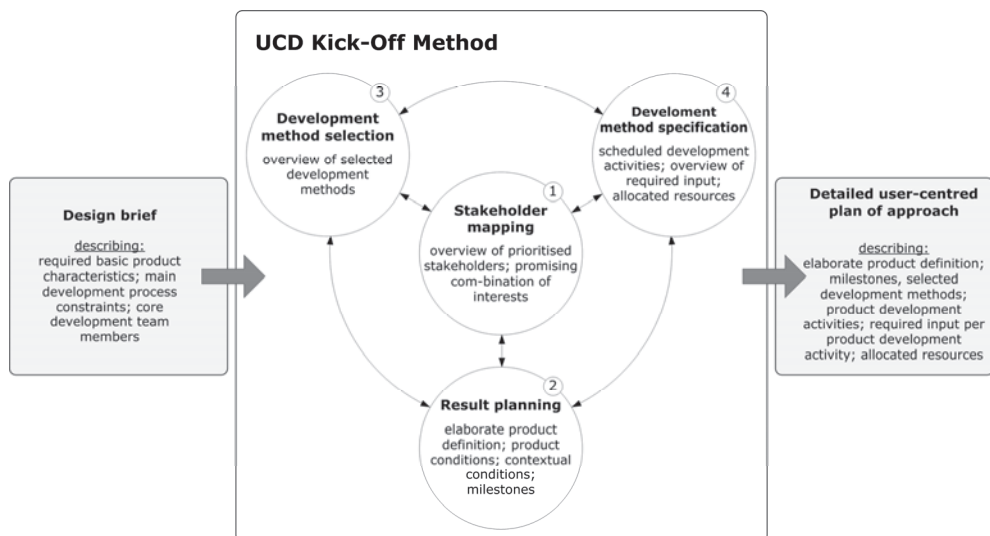 UCD Kick-Off Method
Design brief
describing:
required basic product
characteristics; main
development process
constraints; core
development team
members
3
Development
method selection
overview of selected
development
methods
4
Develoment
method specification
scheduled development
activities; overview of
required input;
allocated resources
1
Stakeholder
mapping
overview of prioritised
stakeholders; promising
com-bination of
interests
2
Result planning
elaborate product
definition; product
conditions; contextual
conditions;
milestones
Detailed user-centred
plan of approach
describing:
elaborate product definition;
milestones, selected
development methods;
product development
activities; required input per
product development
activity; allocated resources